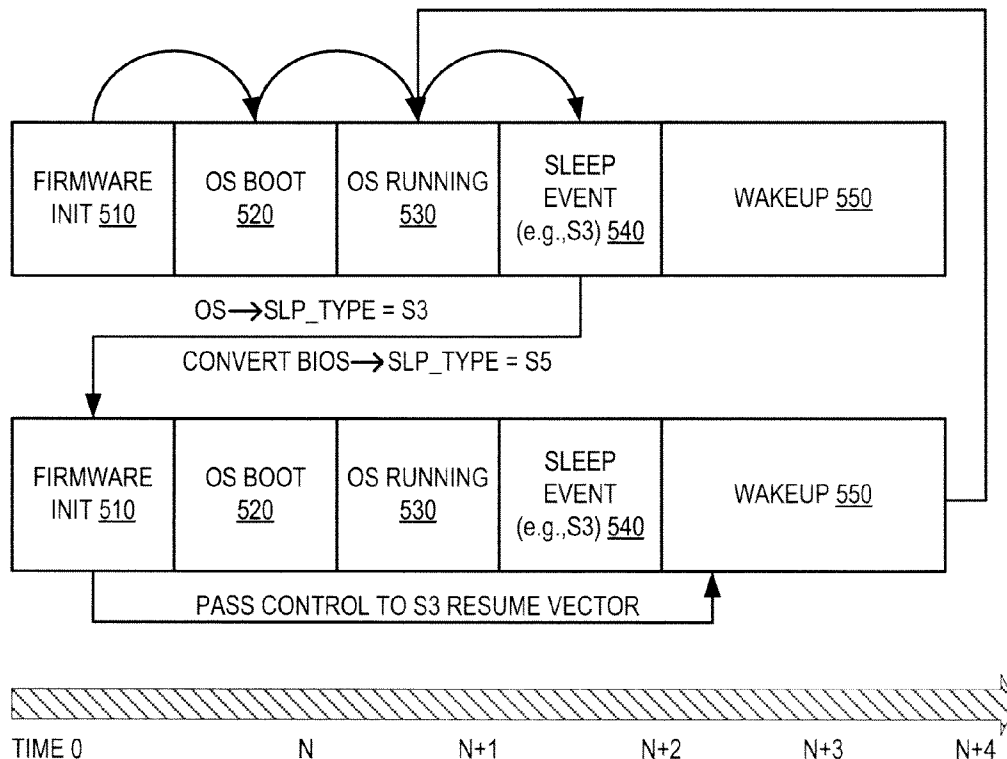 FIRMWARE
INIT 510
OS BOOT
520
OS RUNNING
530
SLEEP
EVENT
(e.g.,S3) 540
WAKEUP 550
OS→SLP_TYPE = S3
CONVERT BIOS→SLP_TYPE = S5
FIRMWARE
INIT 510
OS BOOT
520
OS RUNNING
530
SLEEP
EVENT
(e.g.,S3) 540
WAKEUP 550
PASS CONTROL TO S3 RESUME VECTOR
TIME 0 N N+1 N+2 N+3 N+4